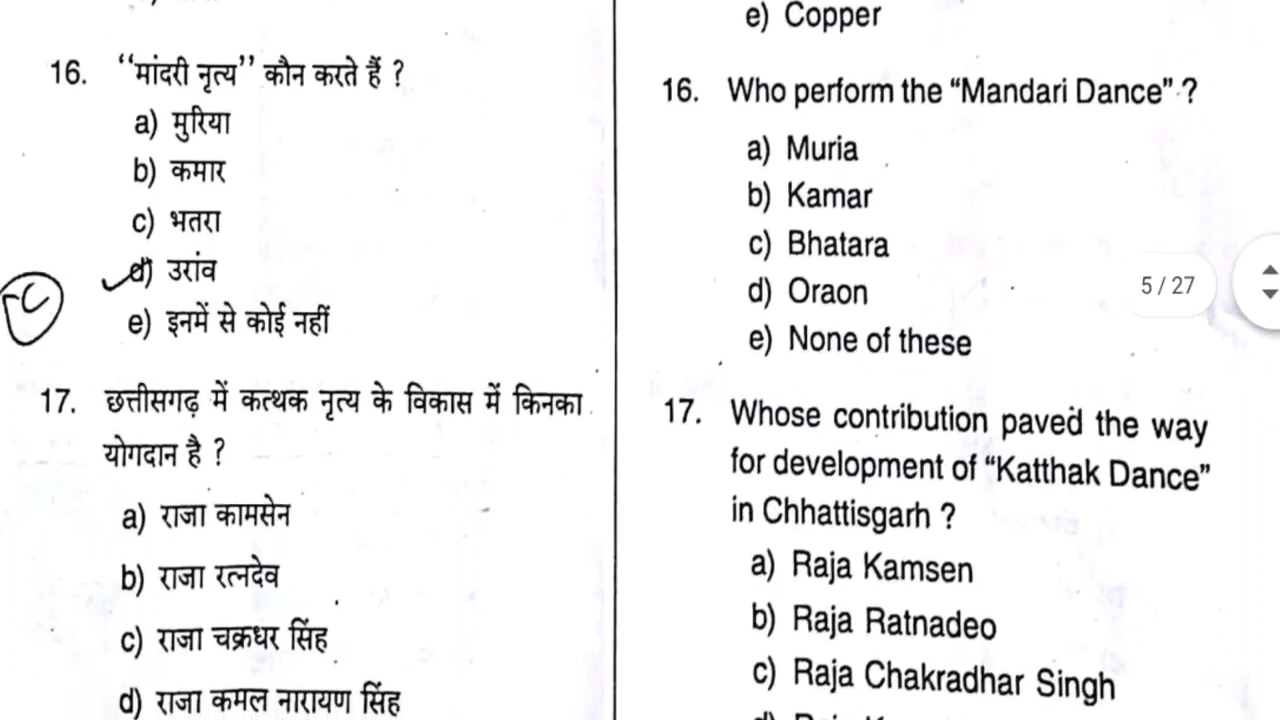 16. ‘‘मांदरी नृत्य’’ कौन करते हैं ?
a) मुरिया
b) कमार
c) भतरा
d) उरांव
e) इनमें से कोई नहीं
17. छत्तीसगढ़ में कत्थक नृत्य के विकास में किनका
योगदान है ?
a) राजा कामसेन
b) राजा रत्नदेव
c) राजा चक्रधर सिंह
d) राजा कमल नारायण सिंह
e) Copper
16. Who perform the “Mandari Dance” ?
a) Muria
b) Kamar
c) Bhatara
d) Oraon
e) None of these
17. Whose contribution paved the way
for development of “Katthak Dance”
in Chhattisgarh ?
a) Raja Kamsen
b) Raja Ratnadeo
c) Raja Chakradhar Singh
5 / 27